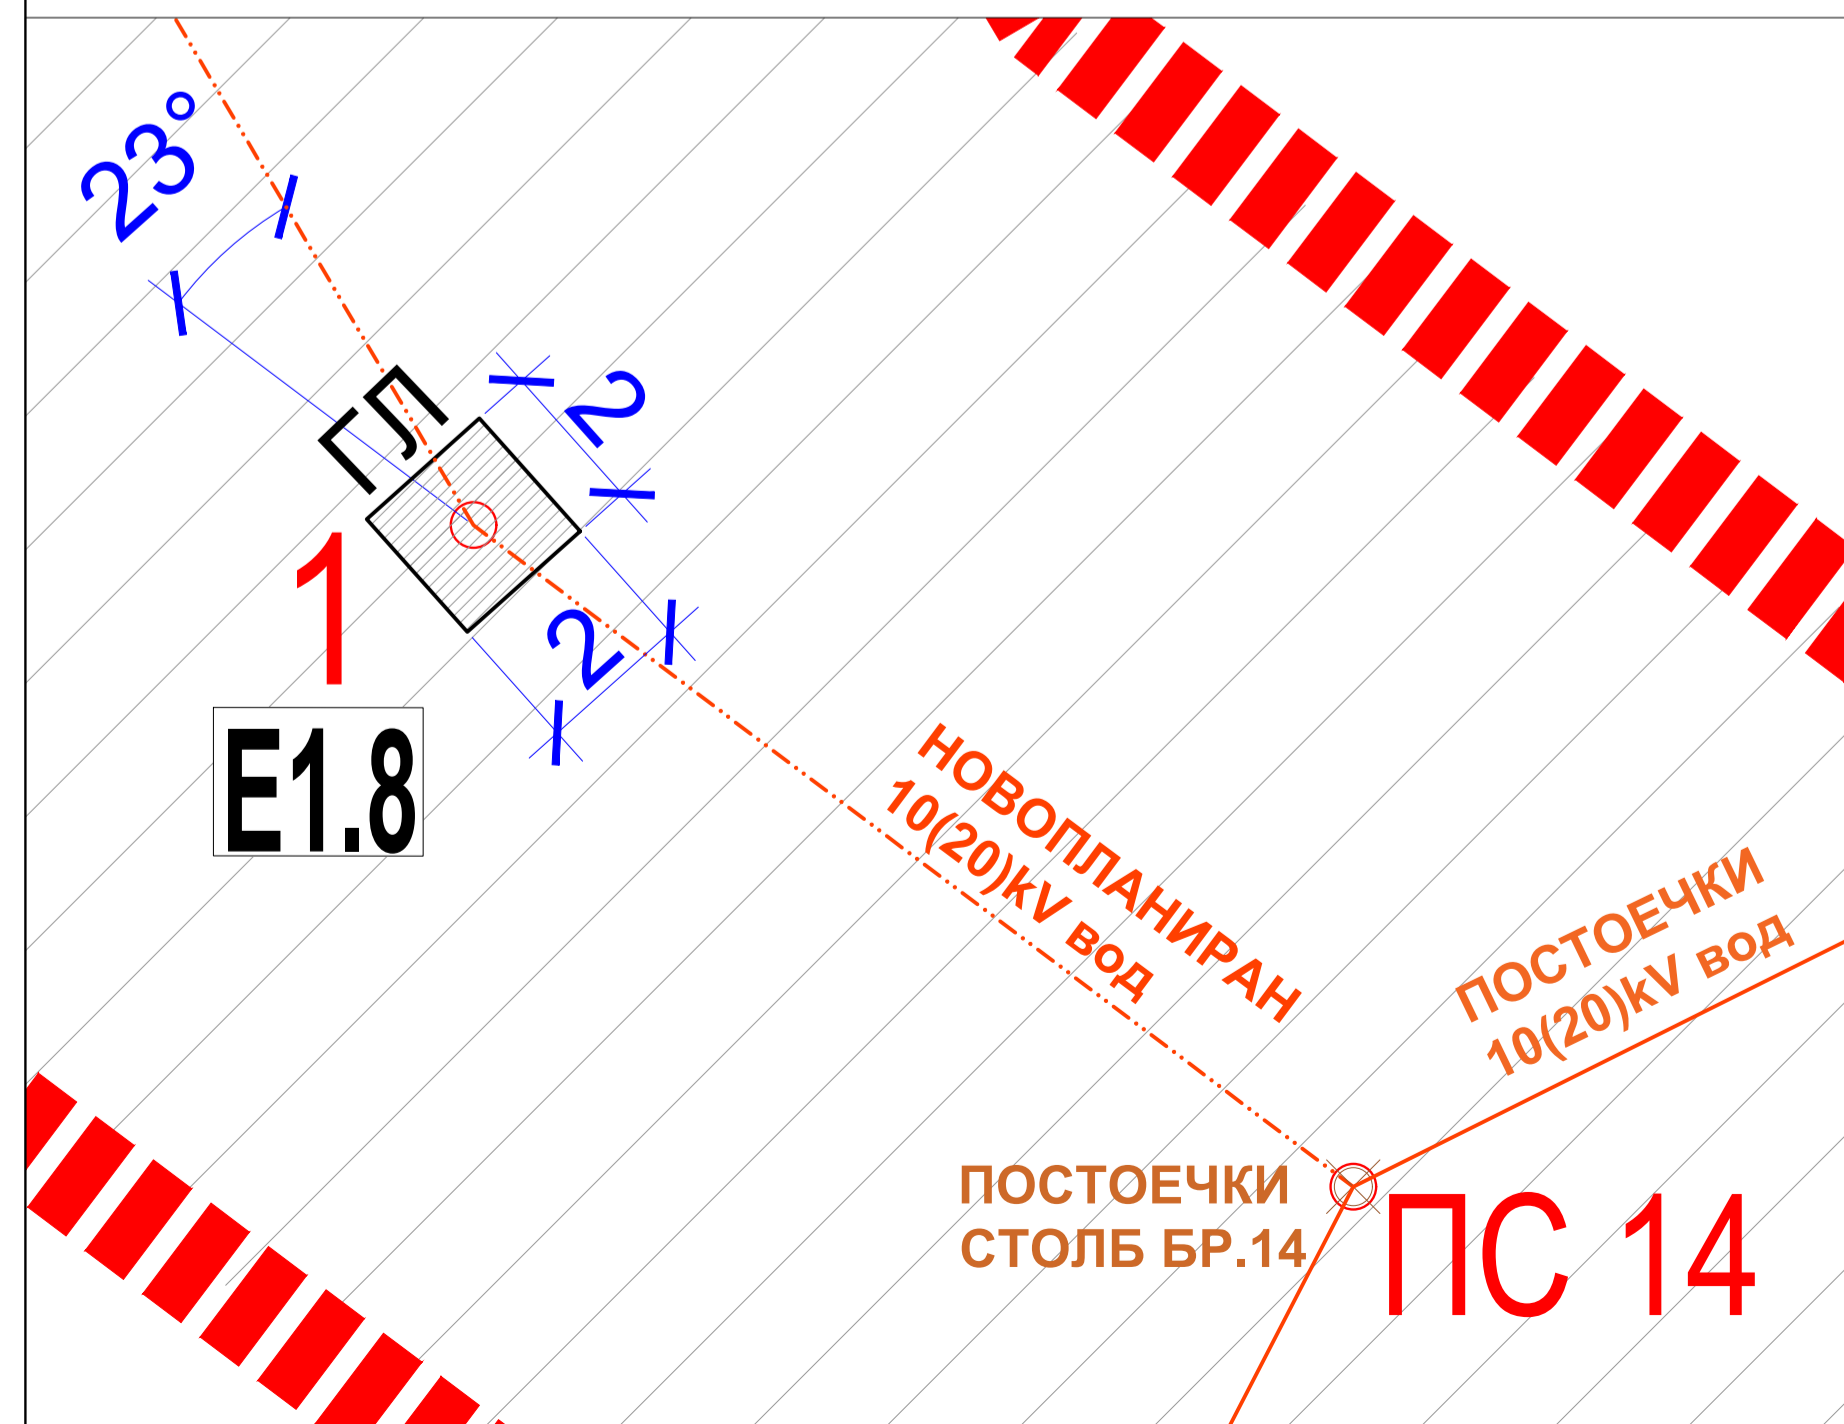 23°
ГЛ
2
1
2
E1.8
НОВОПЛАНИРАН
10(20)kV вод
ПОСТОЕЧКИ
10(20)kV вод
ПОСТОЕЧКИ
СТОЛБ БР.14
ПС 14